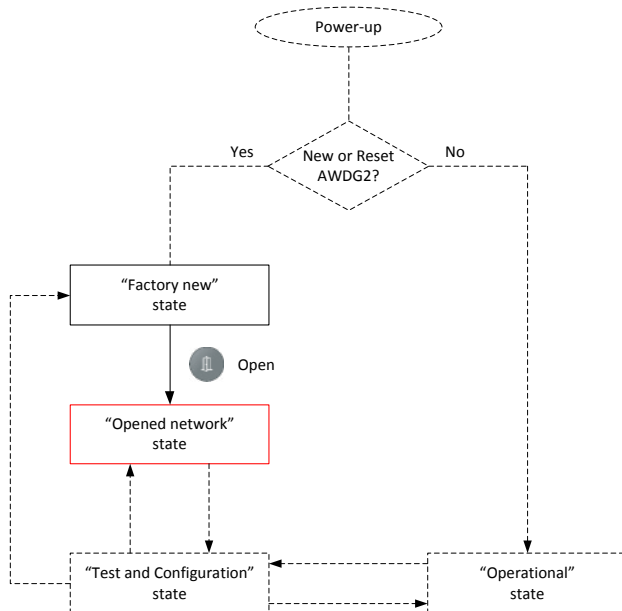 Power-up
Yes
New or Reset
AWDG2?
No
“Factory new”
state
Open
“Opened network”
state
“Test and Configuration”
state
“Operational”
state